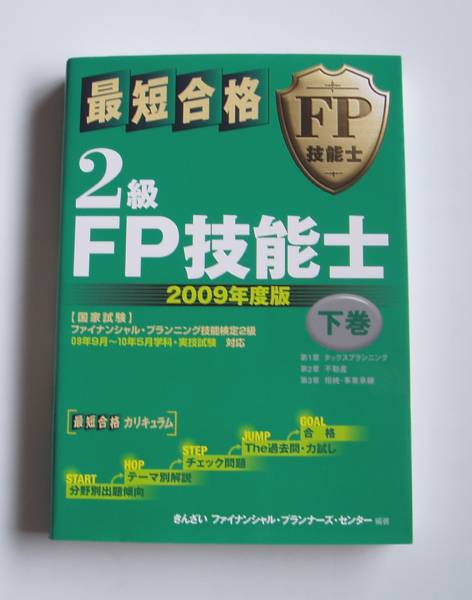 最短合格
FP
技能士
2級
FP技能士
2009年度版
【国家試験】
ファイナンシャル・プランニング技能検定2級
09年9月~10年5月学科・実技試験 対応
下巻
第1章 タックスプランニング
第2章 不動産
第3章 相続・事業承継
[最短合格 カリキュラム]
GOAL
合格
JUMP
The過去問・力試し
STEP
チェック問題
HOP
テーマ別解説
START
分野別出題傾向
きんざい ファイナンシャル・プランナーズ・センター 編著